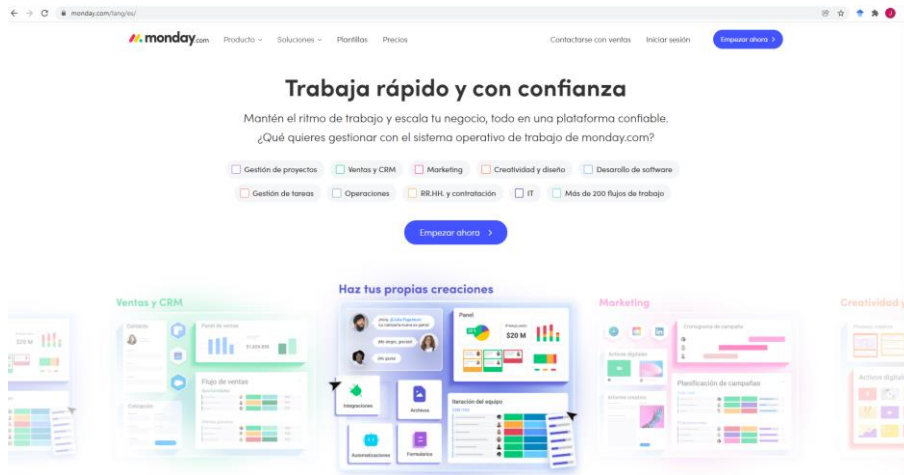 monday.com/lang/es/
monday.com Producto Soluciones Plantillas Precios Contactarse con ventas Iniciar sesión Empezar ahora
Trabaja rápido y con confianza
Mantén el ritmo de trabajo y escala tu negocio, todo en una plataforma confiable.
¿Qué quieres gestionar con el sistema operativo de trabajo de monday.com?
Gestión de proyectos Ventas y CRM Marketing Creatividad y diseño Desarollo de software
Gestión de tareas Operaciones RR.HH. y contratación IT Más de 200 flujos de trabajo
Empezar ahora
Haz tus propias creaciones
Ventas y CRM
Marketing
Creatividad y
Contacto
Panel de ventas
Panel
$20 M
$20 M
Cronograma de campaña
Flujo de ventas
Planificación de campañas
Activos digital
Integraciones
Archivos
Iteración del equipo
Automatizaciones
Formularios